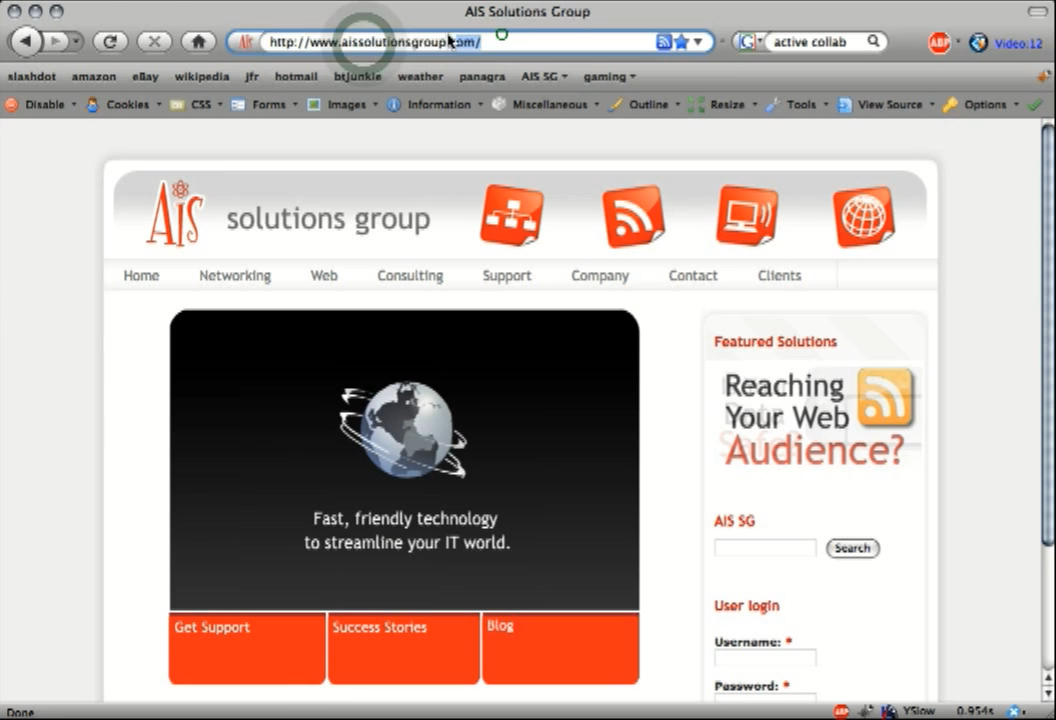 AIS Solutions Group
http://www.aissolutionsgroup.com/
active collab
ABP
Video:12
slashdot amazon eBay wikipedia jfr hotmail btjunkie weather panagra AIS SG gaming
Disable Cookies CSS Forms Images Information Miscellaneous Outline Resize Tools View Source Options
AIS solutions group
Home Networking Web Consulting Support Company Contact Clients
Featured Solutions
Reaching
Your Web
Audience?
Fast, friendly technology
to streamline your IT world.
AIS SG
Search
User login
Get Support Success Stories Blog
Username: *
Password: *
Done
ABP YSlow 0.954s